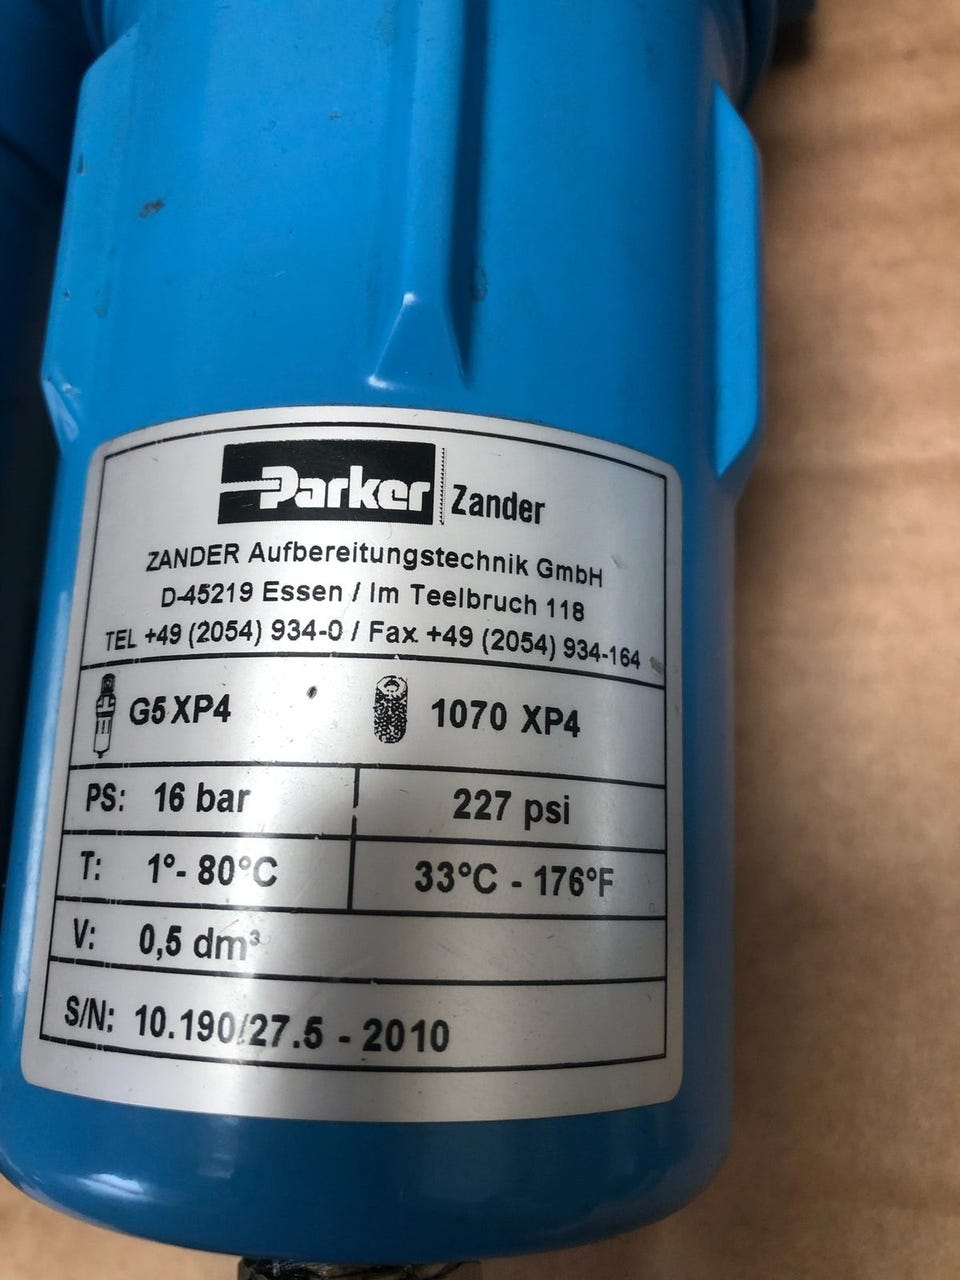 Parker Zander
ZANDER Aufbereitungstechnik GmbH
D-45219 Essen / Im Teelbruch 118
TEL +49 (2054) 934-0 / Fax +49 (2054) 934-164
G5XP4 1070 XP4
PS: 16 bar 227 psi
T: 1°- 80°C 33°C - 176°F
V: 0,5 dm³
S/N: 10.190/27.5 - 2010